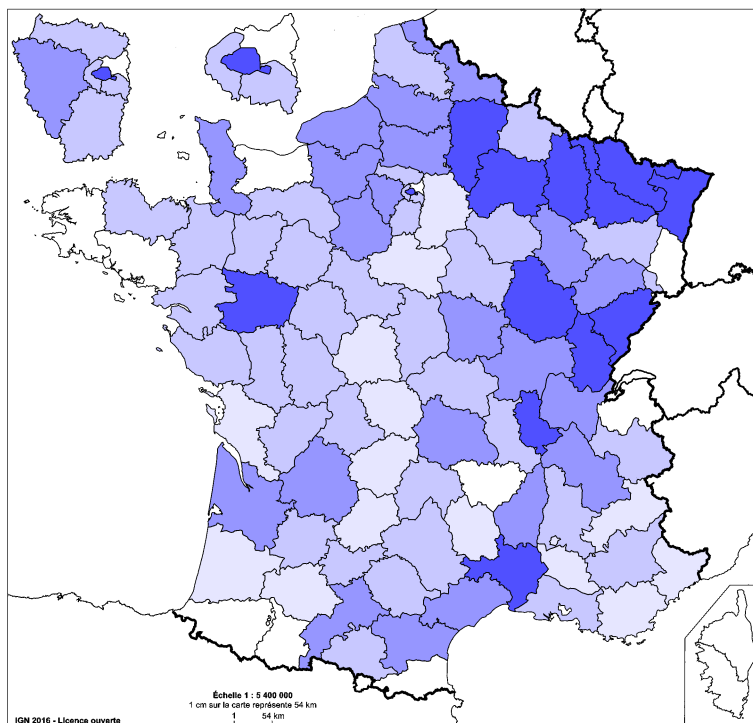 Échelle 1 : 5 400 000
1 cm sur la carte représente 54 km
1 54 km
IGN 2016 - Licence ouverte